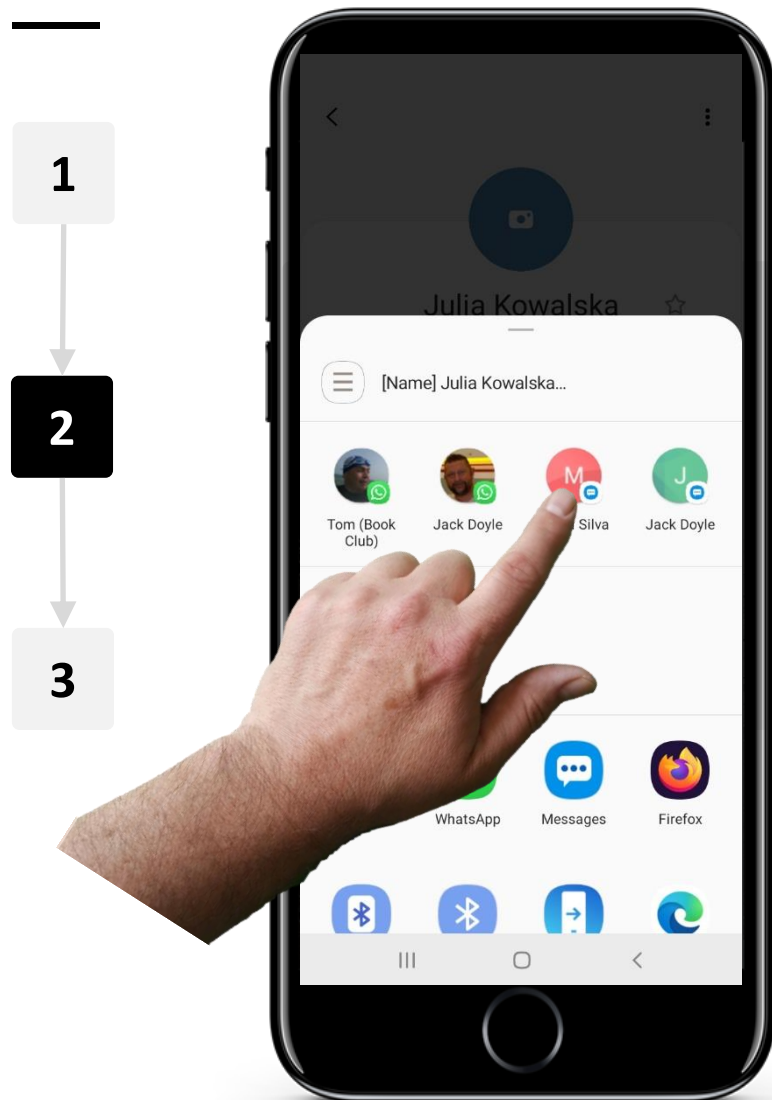 1
2
3
Julia Kowalska
[Name] Julia Kowalska...
M
J
Tom (Book
Club)
Jack Doyle
Silva
Jack Doyle
WhatsApp
Messages
Firefox